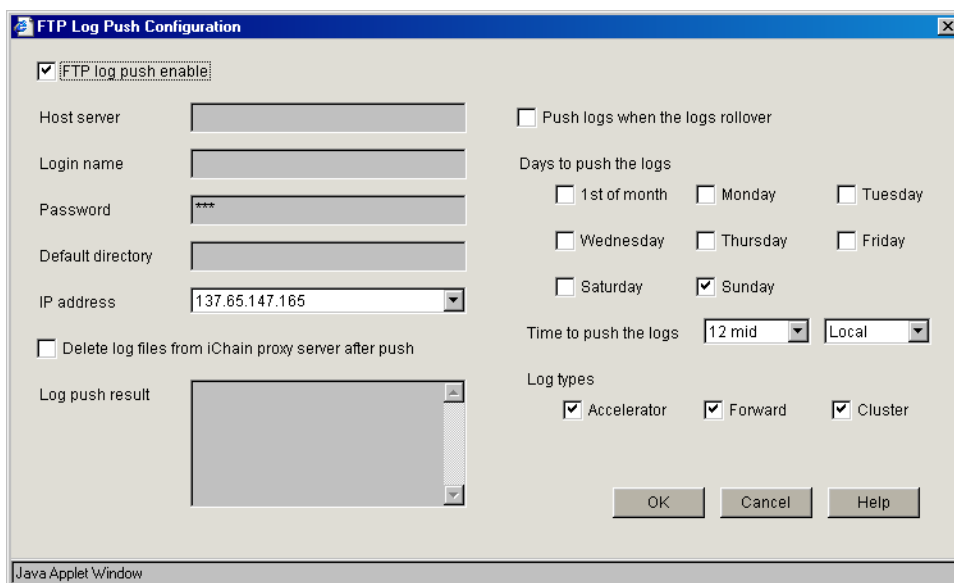 FTP Log Push Configuration
FTP log push enable
Host server
Login name
Password ***
Default directory
IP address 137.65.147.165
Delete log files from iChain proxy server after push
Log push result
Push logs when the logs rollover
Days to push the logs
1st of month Monday Tuesday
Wednesday Thursday Friday
Saturday Sunday
Time to push the logs 12 mid Local
Log types
Accelerator Forward Cluster
OK Cancel Help
Java Applet Window